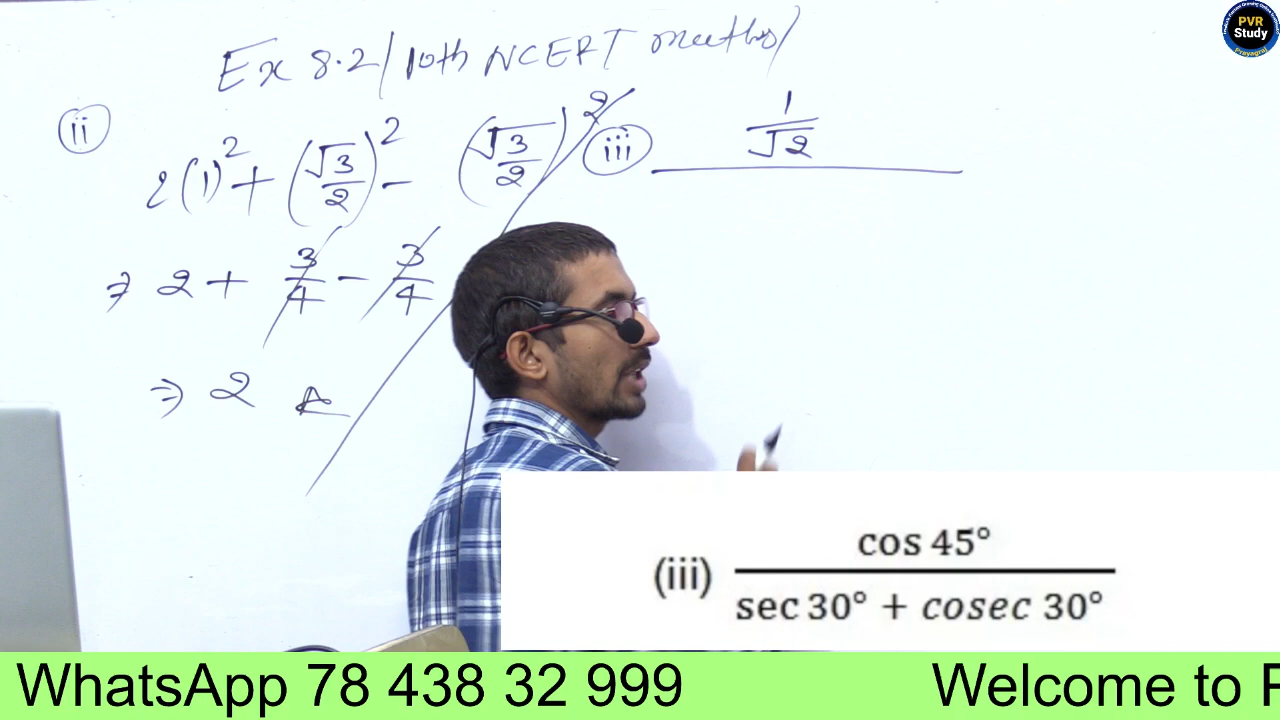 Ex 8.2/10th NCERT maths/
PVR
Study
Prayagraj
ii
2(1)² + (√3/2)² - (√3/2)²
⇒ 2 + 3/4 - 3/4
⇒ 2
iii
1/√2
(iii) cos 45°
sec 30° + cosec 30°
WhatsApp 78 438 32 999
Welcome to P